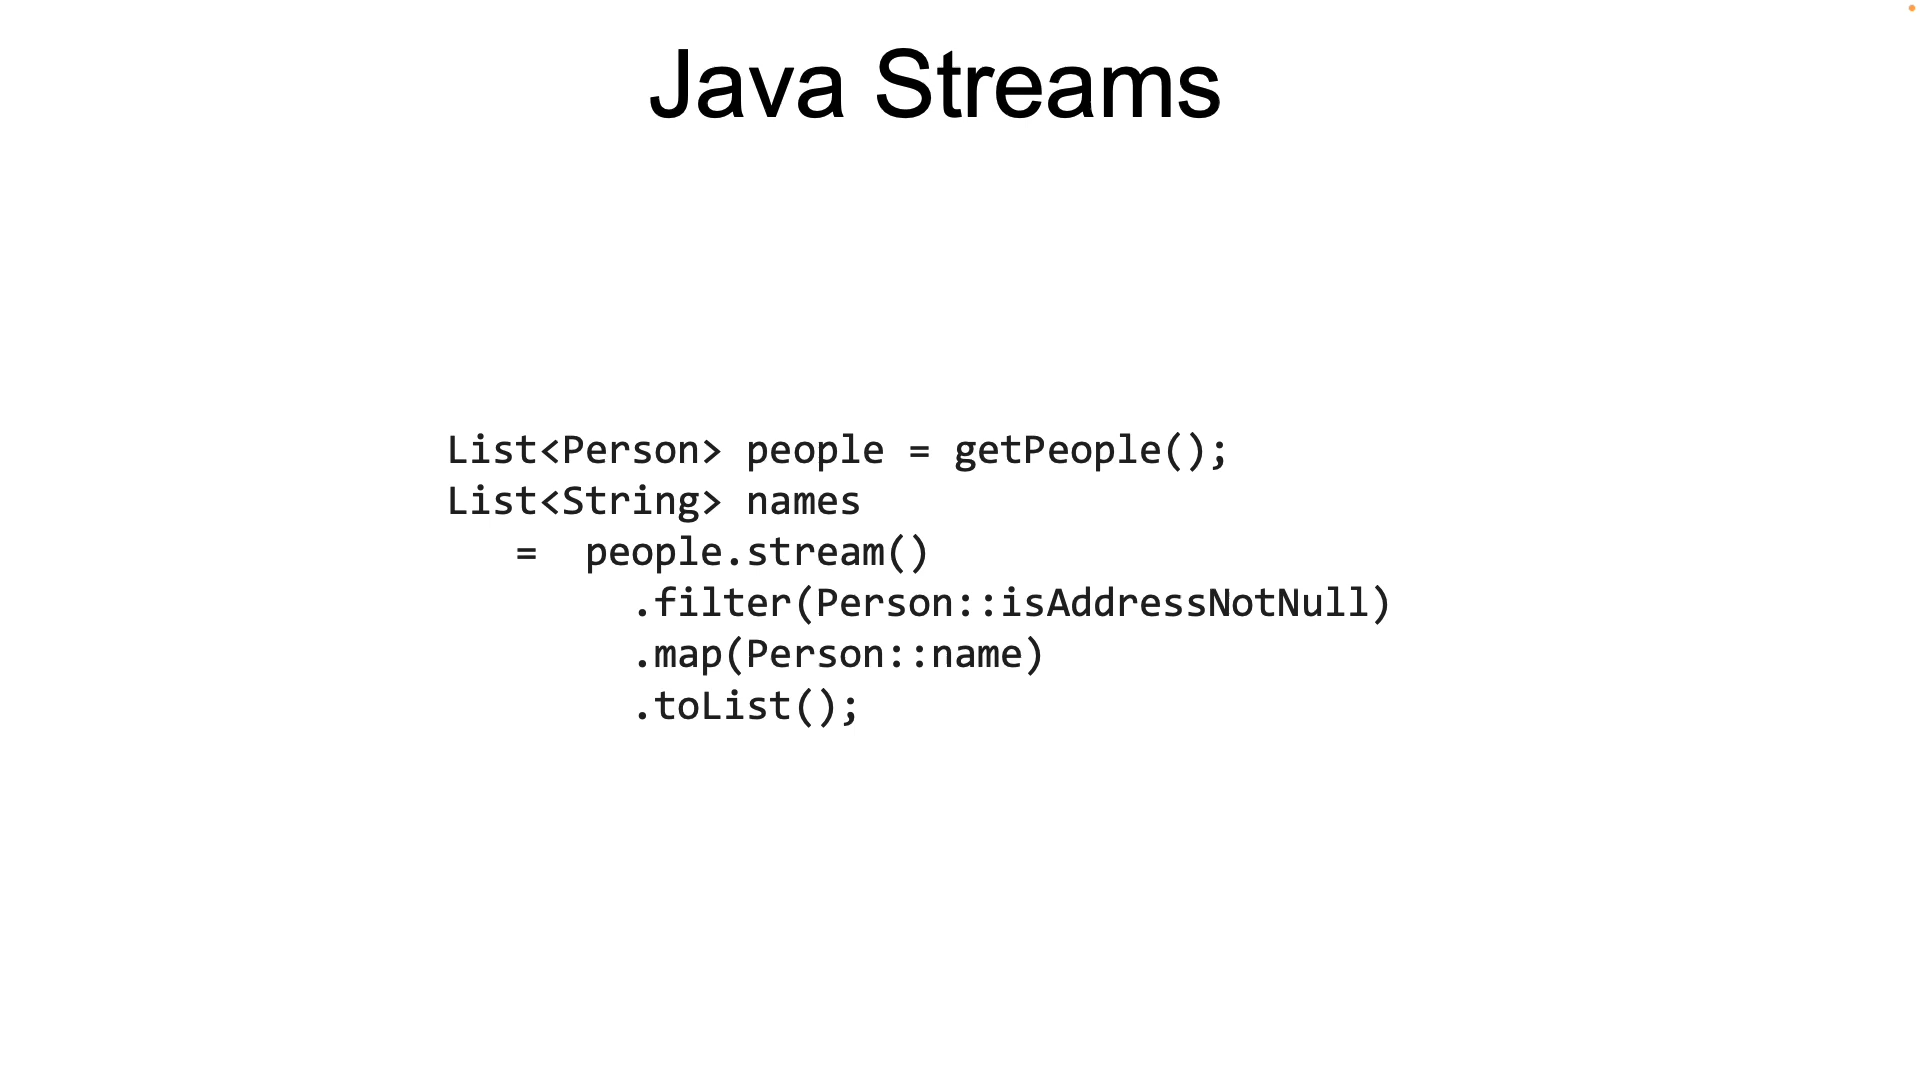 Java Streams
List<Person> people = getPeople();
List<String> names
   =  people.stream()
        .filter(Person::isAddressNotNull)
        .map(Person::name)
        .toList();